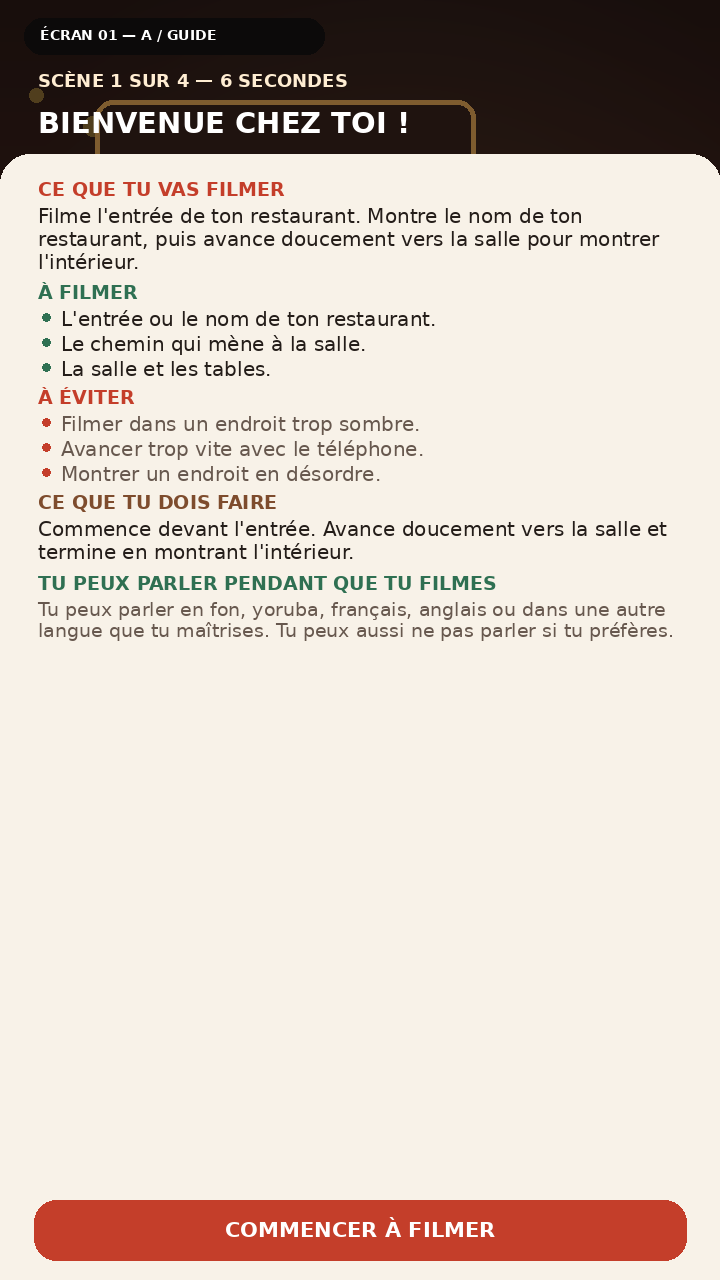 ÉCRAN 01 — A / GUIDE
SCÈNE 1 SUR 4 — 6 SECONDES
BIENVENUE CHEZ TOI !
CE QUE TU VAS FILMER
Filme l'entrée de ton restaurant. Montre le nom de ton
restaurant, puis avance doucement vers la salle pour montrer
l'intérieur.
À FILMER
• L'entrée ou le nom de ton restaurant.
• Le chemin qui mène à la salle.
• La salle et les tables.
À ÉVITER
• Filmer dans un endroit trop sombre.
• Avancer trop vite avec le téléphone.
• Montrer un endroit en désordre.
CE QUE TU DOIS FAIRE
Commence devant l'entrée. Avance doucement vers la salle et
termine en montrant l'intérieur.
TU PEUX PARLER PENDANT QUE TU FILMES
Tu peux parler en fon, yoruba, français, anglais ou dans une autre
langue que tu maîtrises. Tu peux aussi ne pas parler si tu préfères.
COMMENCER À FILMER